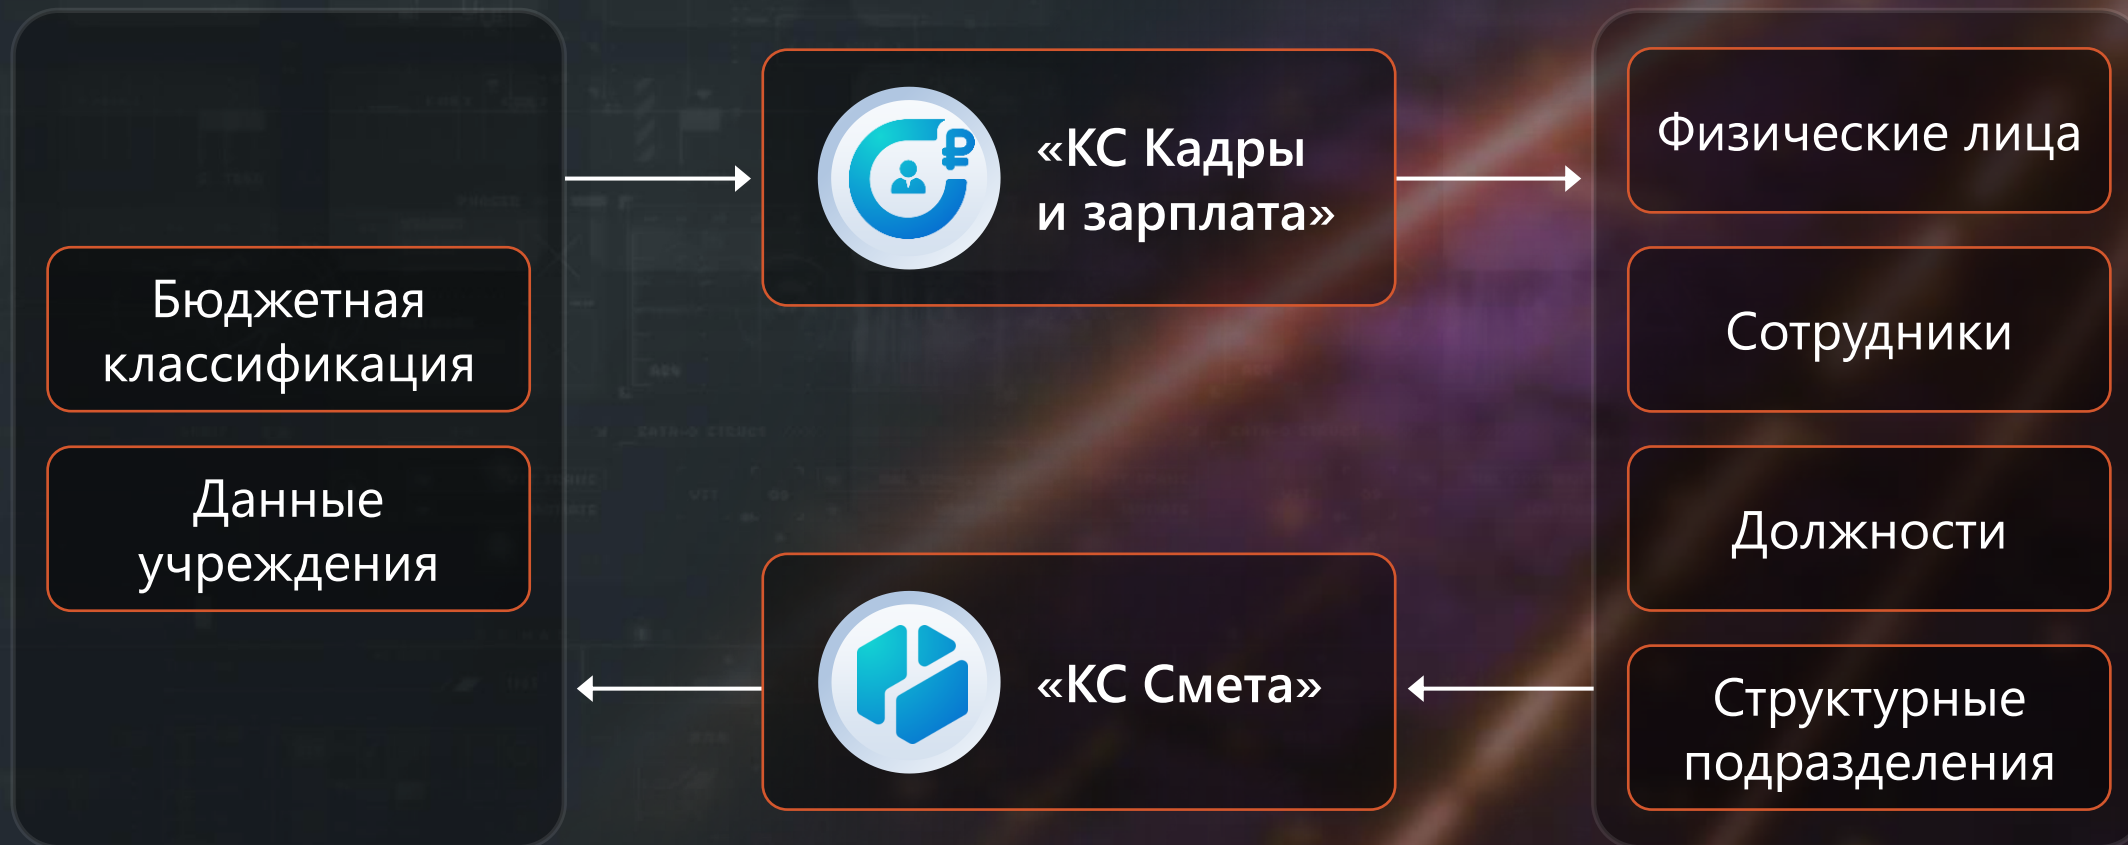 Бюджетная
классификация
Данные
учреждения
«КС Кадры
и зарплата»
«КС Смета»
Физические лица
Сотрудники
Должности
Структурные
подразделения